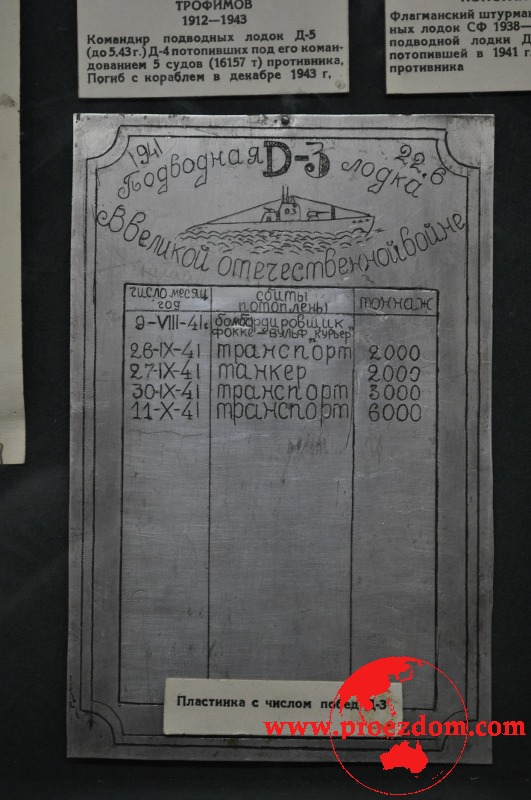 ТРОФИМОВ
1912—1943
Командир подводных лодок Д-5
(до 5.43 г.) Д-4 потопивших под его коман-
дованием 5 судов (16157 т) противника,
Погиб с кораблем в декабре 1943 г,
Флагманский штурман
ных лодок СФ 1938—
подводной лодки Д
потопившей в 1941 г.
противника
1941 22.6
Подводная Д-3 лодка
В великой отечественной войне
число месяц год сбиты потоплены тоннаж
9-VIII-41г. бомбардировщик
фокке-вульф "Курьер"
26-IX-41 транспорт 2000
27-IX-41 танкер 2000
30-IX-41 транспорт 3000
11-X-41 транспорт 6000
Пластинка с числом побед Д-3
www.proezdom.com